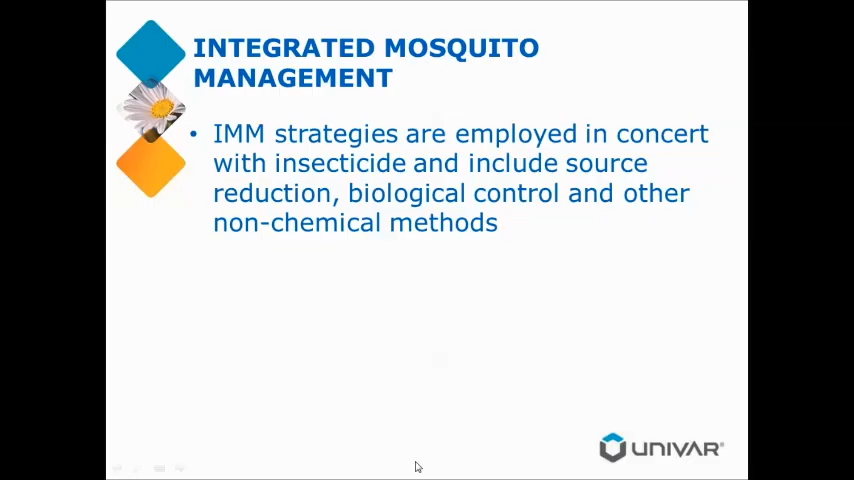 INTEGRATED MOSQUITO
MANAGEMENT
• IMM strategies are employed in concert
with insecticide and include source
reduction, biological control and other
non-chemical methods
UNIVAR®